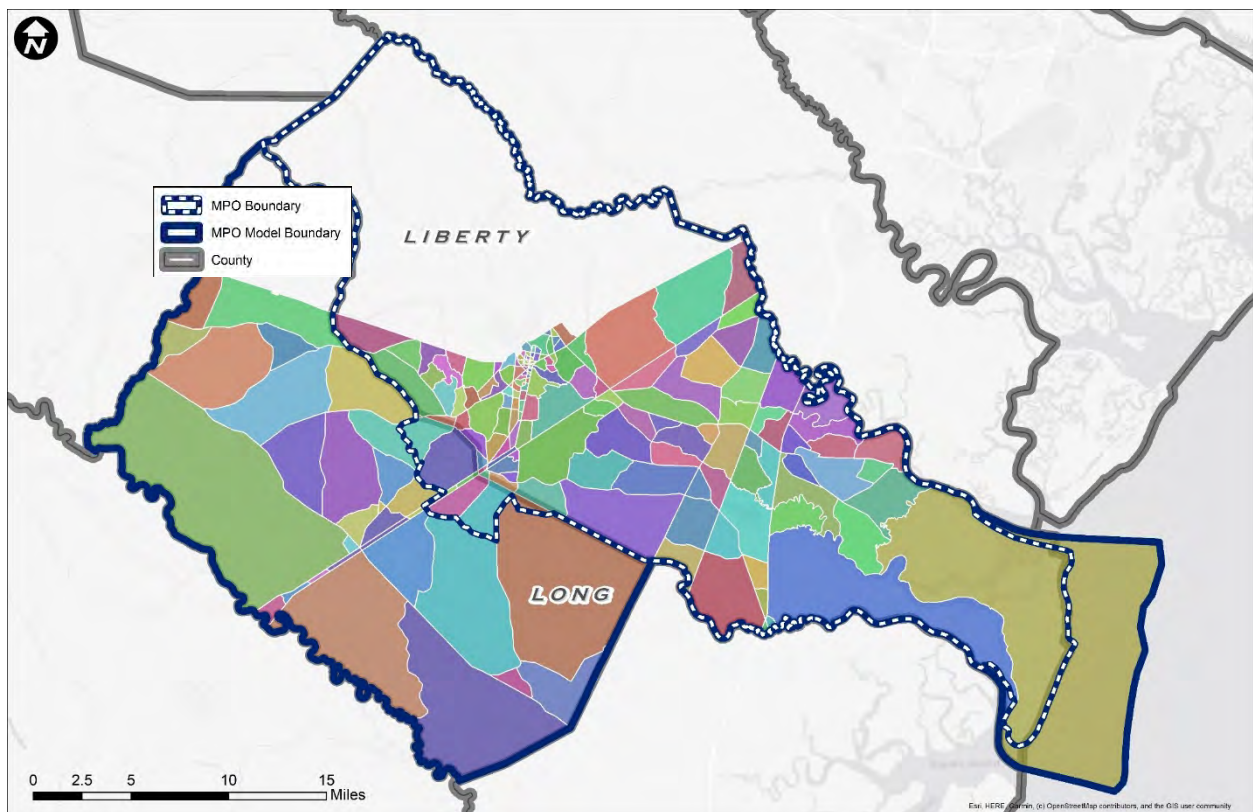 N
MPO Boundary
MPO Model Boundary
County
LIBERTY
LONG
0 2.5 5 10 15
Miles
Esri, HERE, Garmin, (c) OpenStreetMap contributors, and the GIS user community